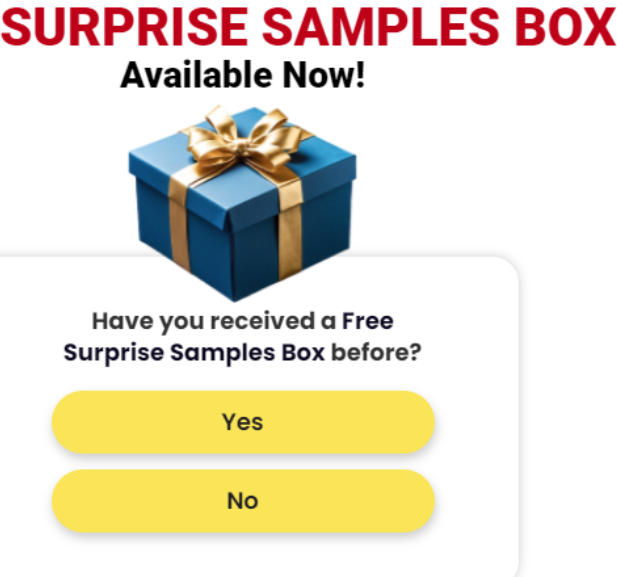 SURPRISE SAMPLES BOX
Available Now!
Have you received a Free
Surprise Samples Box before?
Yes
No